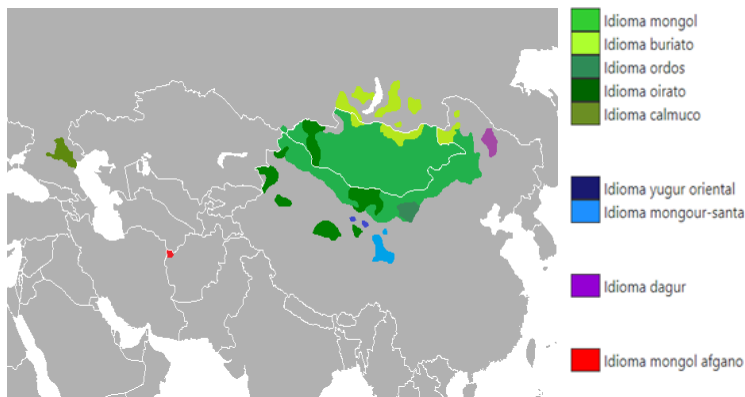 Idioma mongol
Idioma buriato
Idioma ordos
Idioma oirato
Idioma calmuco
Idioma yugur oriental
Idioma mongour-santa
Idioma dagur
Idioma mongol afgano